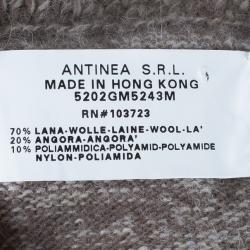 ANTINEA S.R.L.
MADE IN HONG KONG
5202GM5243M
RN#103723
70% LANA-WOLLE-LAINE-WOOL-LA'
20% ANGORA-ANGORA'
10% POLIAMMIDICA-POLYAMID-POLYAMIDE
NYLON-POLIAMIDA